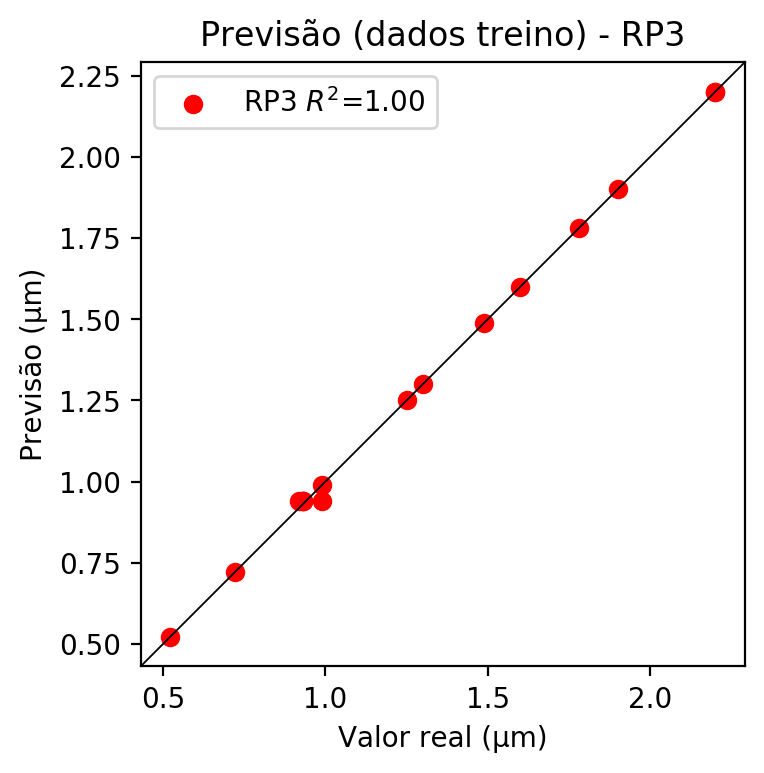 Previsão (dados treino) - RP3
RP3 R²=1.00
Previsão (μm)
2.25
2.00
1.75
1.50
1.25
1.00
0.75
0.50
0.5 1.0 1.5 2.0
Valor real (μm)